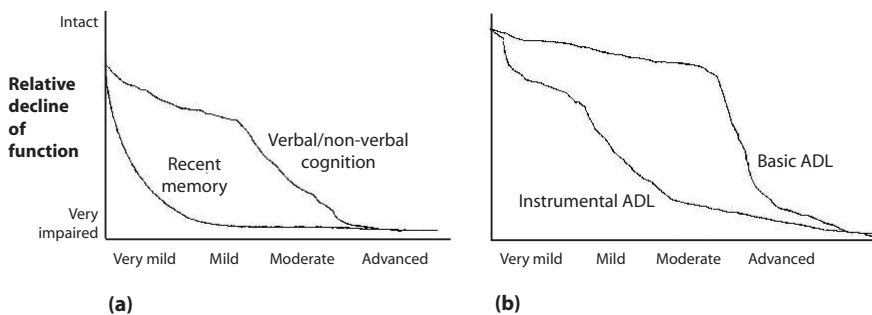 Intact
Relative
decline
of
function
Very
impaired
Recent
memory
Verbal/non-verbal
cognition
Very mild Mild Moderate Advanced
(a)
Basic ADL
Instrumental ADL
Very mild Mild Moderate Advanced
(b)